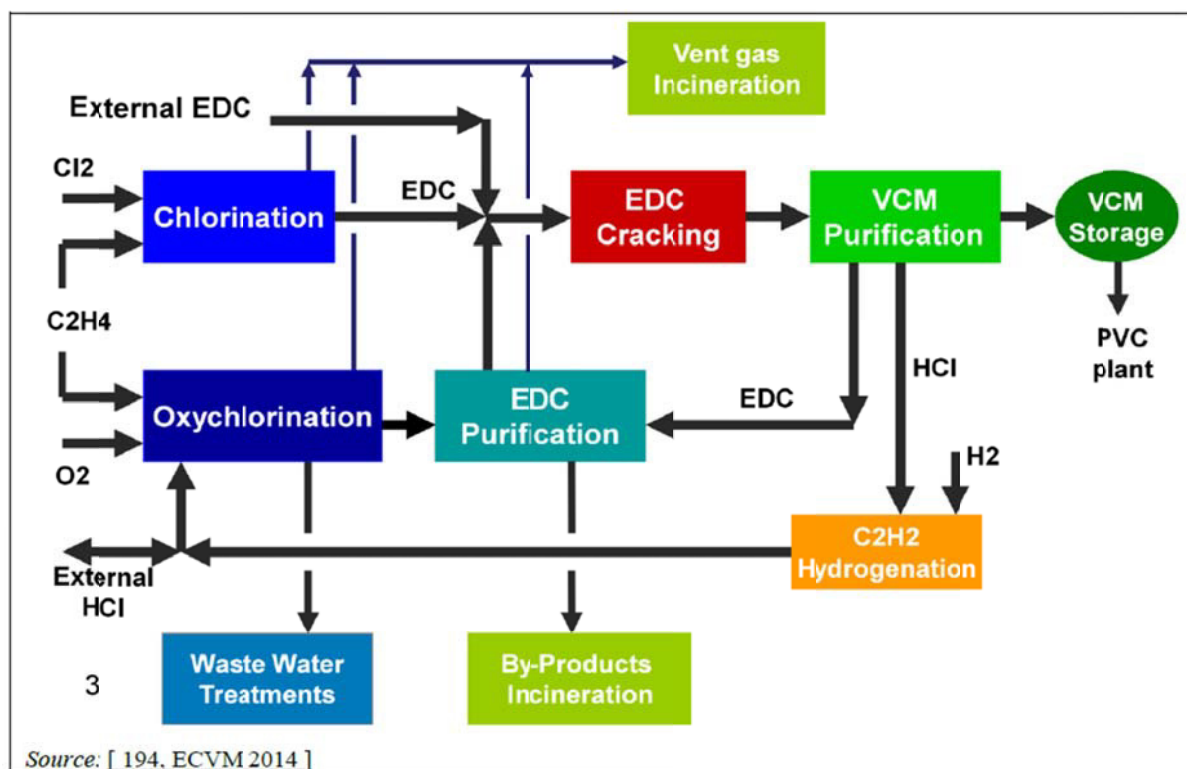 Vent gas
Incineration
External EDC
Cl2
EDC
Chlorination
EDC
Cracking
VCM
Purification
VCM
Storage
C2H4
PVC
plant
HCl
Oxychlorination
EDC
Purification
EDC
O2
H2
C2H2
Hydrogenation
External
HCl
Waste Water
Treatments
By-Products
Incineration
3
Source: [ 194, ECVM 2014 ]